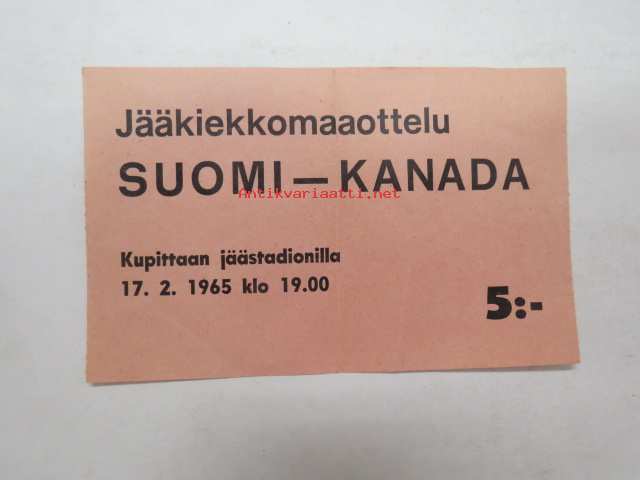 Jääkiekkomaaottelu
SUOMI — KANADA
Antikvariaatti.net
Kupittaan jäästadionilla
17. 2. 1965 klo 19.00
5:-